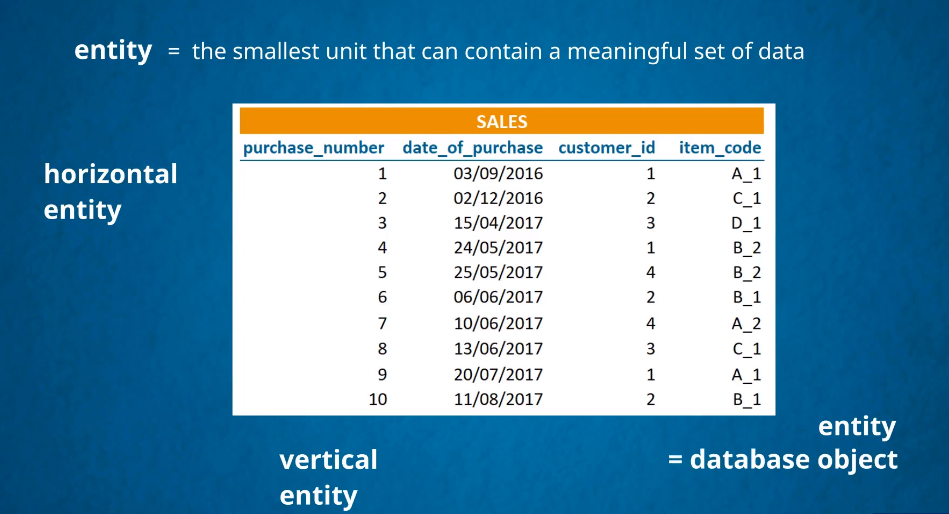 entity = the smallest unit that can contain a meaningful set of data
SALES
purchase_number date_of_purchase customer_id item_code
1 03/09/2016 1 A_1
2 02/12/2016 2 C_1
3 15/04/2017 3 D_1
4 24/05/2017 1 B_2
5 25/05/2017 4 B_2
6 06/06/2017 2 B_1
7 10/06/2017 4 A_2
8 13/06/2017 3 C_1
9 20/07/2017 1 A_1
10 11/08/2017 2 B_1
horizontal
entity
vertical
entity
entity
= database object